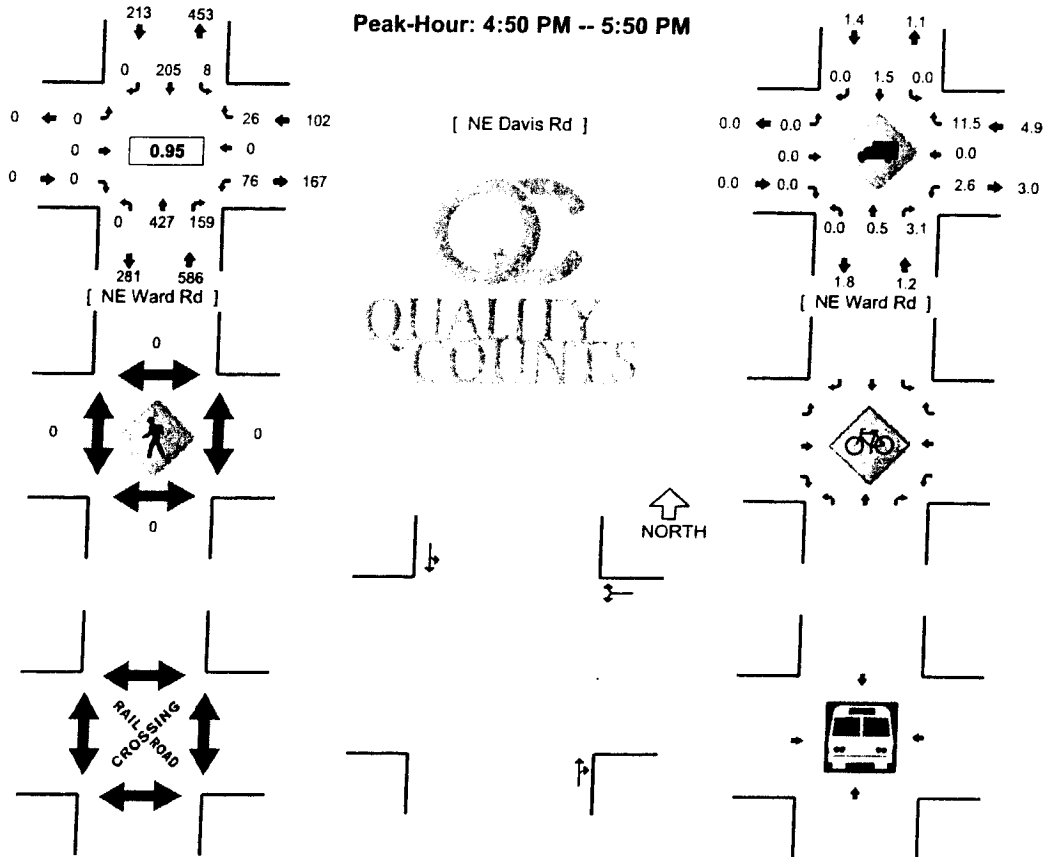 213 453 Peak-Hour: 4:50 PM -- 5:50 PM 1.4 1.1
0 205 8 0.0 1.5 0.0
0 0 26 102 [ NE Davis Rd ] 0.0 0.0 11.5 4.9
0 0.95 0 0.0 0.0
0 0 76 167 0.0 0.0 2.6 3.0
0 427 159 0.0 0.5 3.1
281 586 1.8 1.2
[ NE Ward Rd ] QUALITY [ NE Ward Rd ]
COUNTS
0
0 0
0
NORTH
RAILROAD
CROSSING